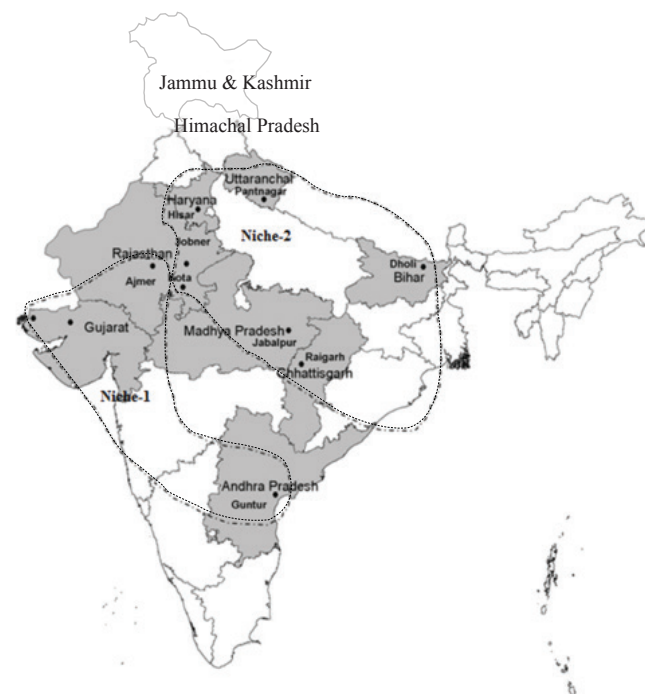 Jammu & Kashmir
Himachal Pradesh
Uttaranchal
Pantnagar
Haryana
Hisar
Niche-2
Jobner
Rajasthan
Dholi
Bihar
Ajmer
Kota
Gujarat
Madhya Pradesh
Jabalpur
Raigarh
Chhattisgarh
Niche-1
Andhra Pradesh
Guntur